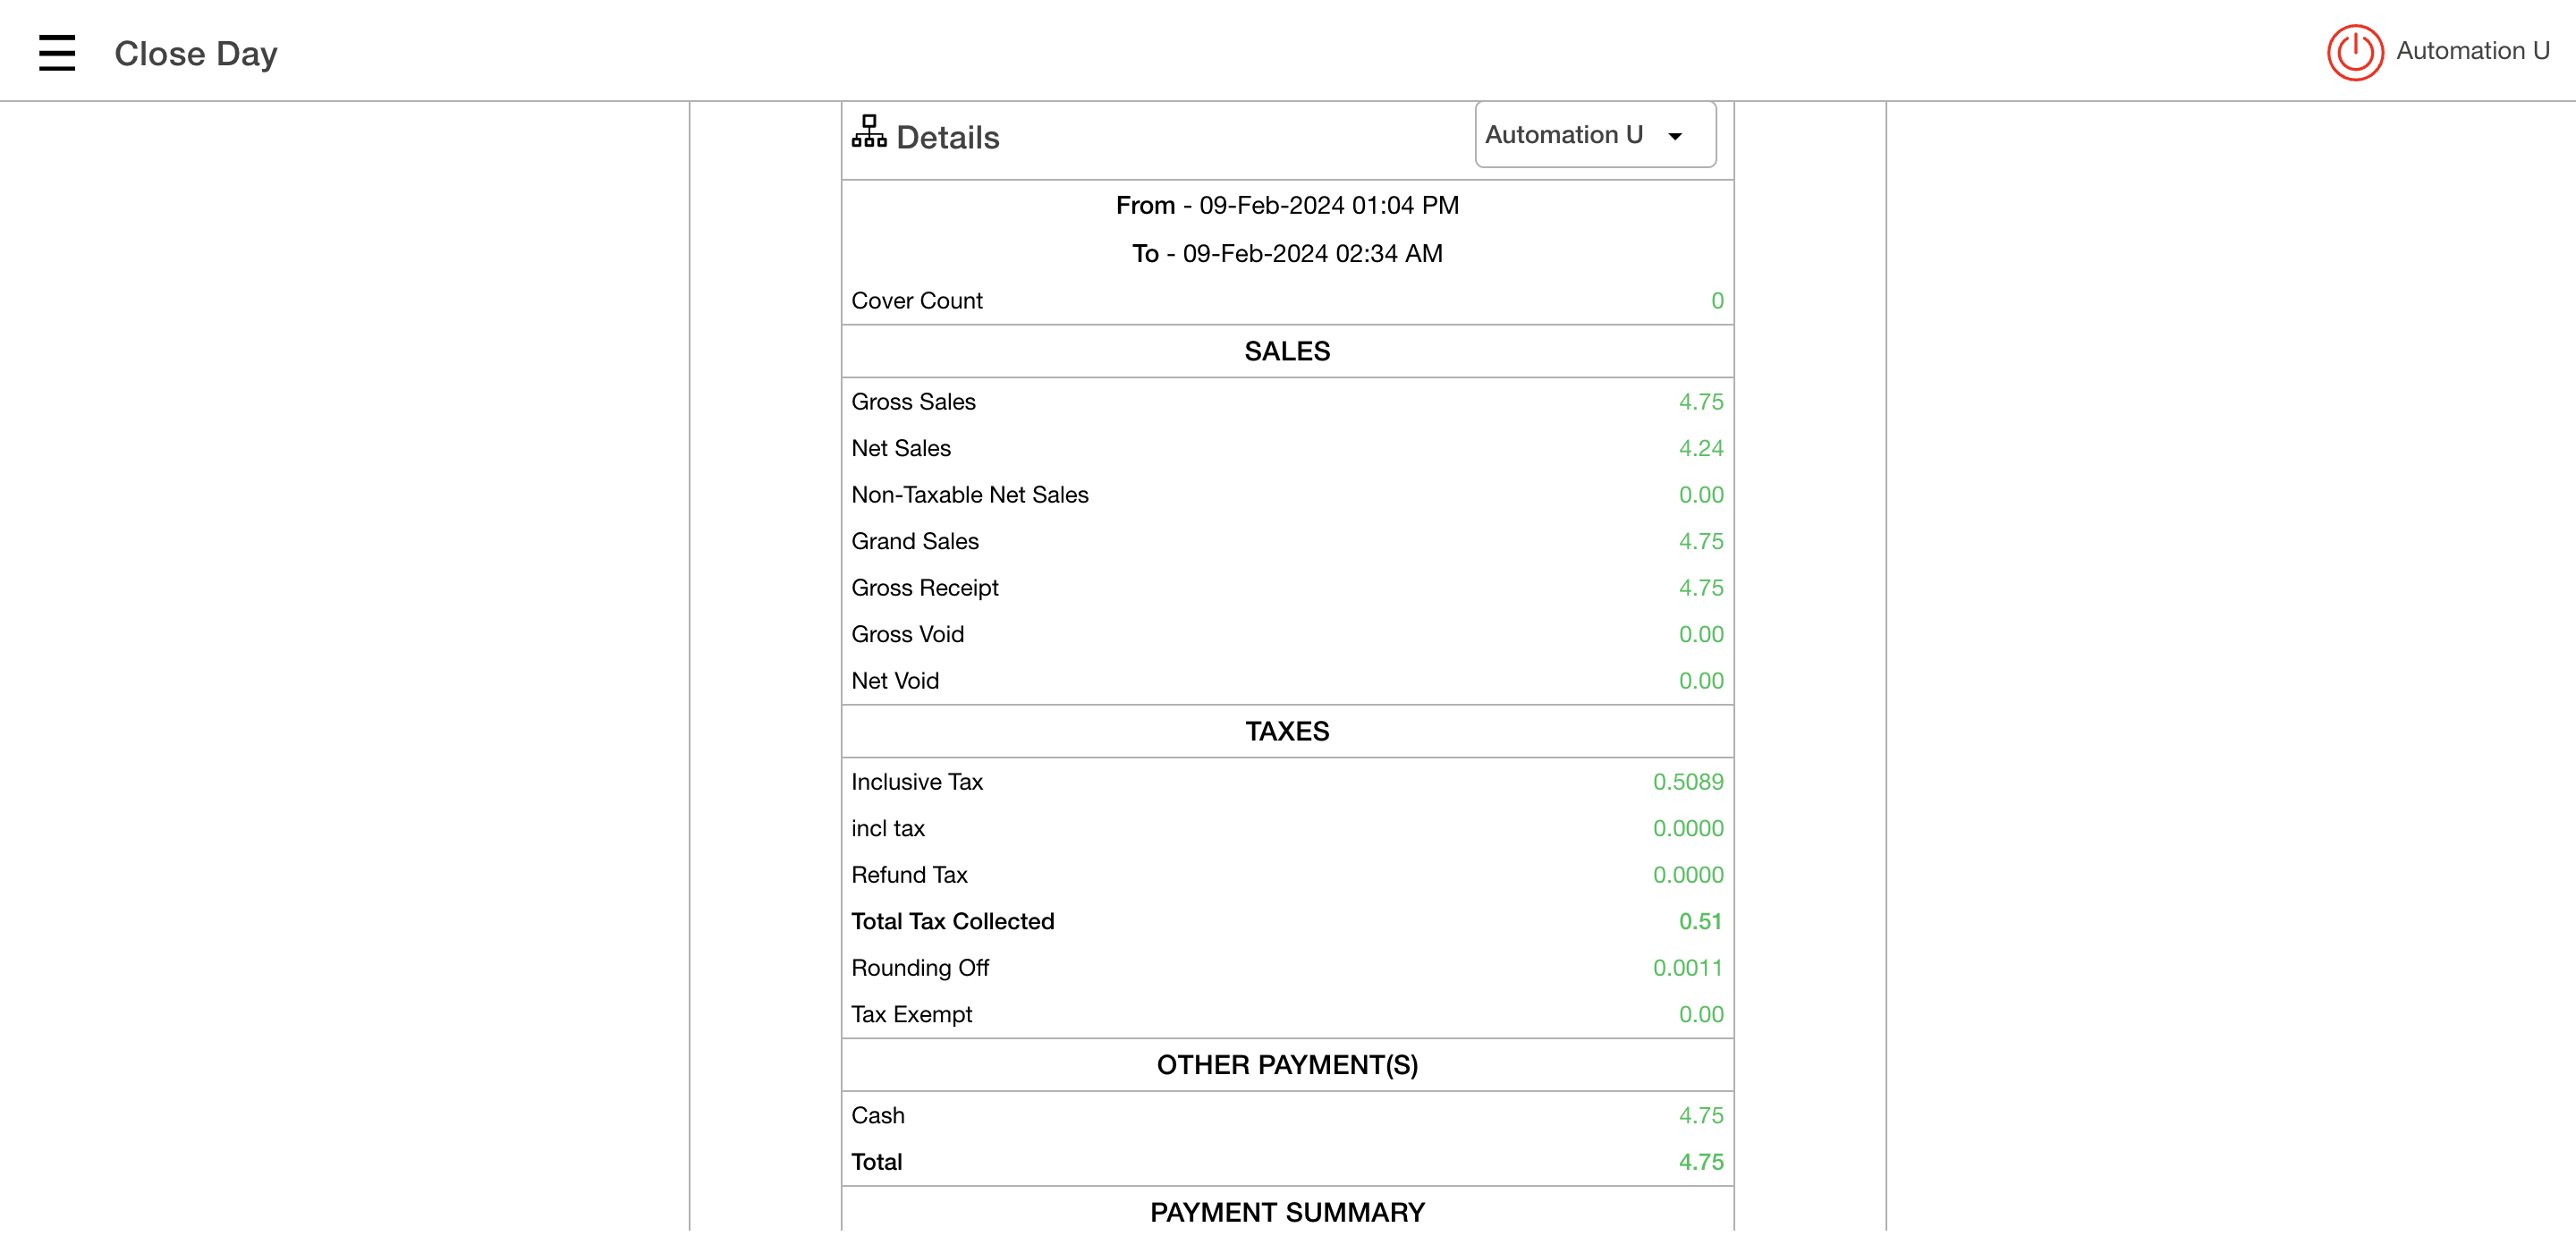 Close Day
Automation U
Details
Automation U
From - 09-Feb-2024 01:04 PM
To - 09-Feb-2024 02:34 AM
Cover Count 0
SALES
Gross Sales 4.75
Net Sales 4.24
Non-Taxable Net Sales 0.00
Grand Sales 4.75
Gross Receipt 4.75
Gross Void 0.00
Net Void 0.00
TAXES
Inclusive Tax 0.5089
incl tax 0.0000
Refund Tax 0.0000
Total Tax Collected 0.51
Rounding Off 0.0011
Tax Exempt 0.00
OTHER PAYMENT(S)
Cash 4.75
Total 4.75
PAYMENT SUMMARY